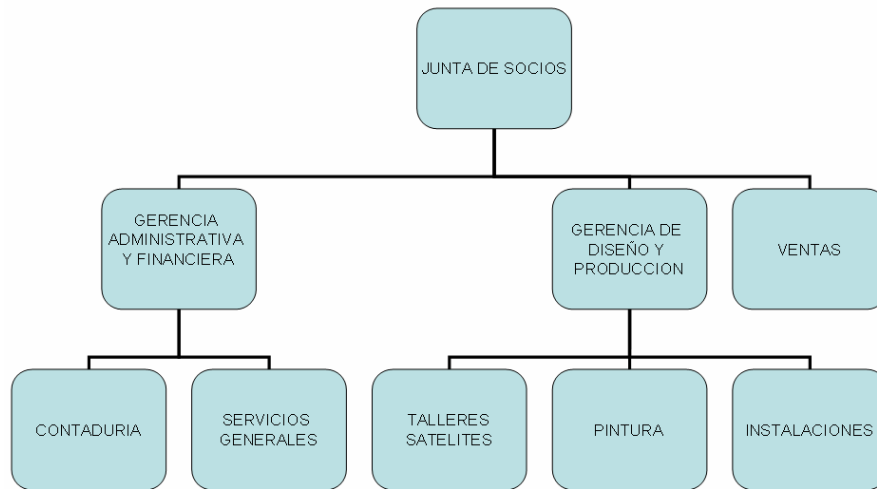 JUNTA DE SOCIOS
GERENCIA
ADMINISTRATIVA
Y FINANCIERA
GERENCIA DE
DISEÑO Y
PRODUCCION
VENTAS
CONTADURIA
SERVICIOS
GENERALES
TALLERES
SATELITES
PINTURA
INSTALACIONES